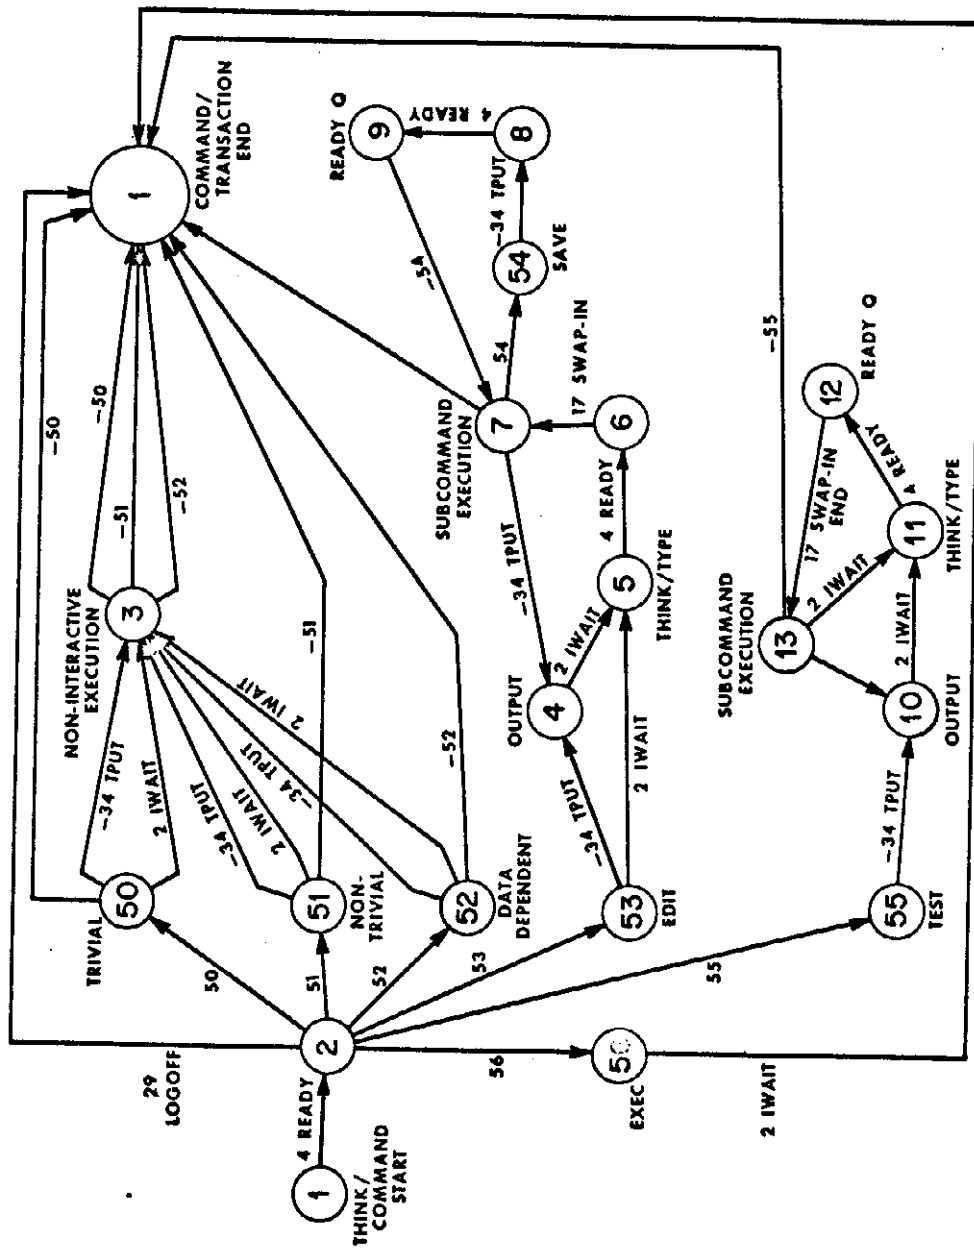 1
THINK/
COMMAND
START
4 READY
29
LOGOFF
2
50
51
52
53
55
56
TRIVIAL
50
-50
-34 TPUT
2 IWAIT
51
NON-
TRIVIAL
-34 TPUT
2 IWAIT
-51
52
DATA
DEPENDENT
-34 TPUT
2 IWAIT
-52
NON-INTERACTIVE
EXECUTION
3
-50
-51
-52
1
COMMAND/
TRANSACTION
END
53
EDIT
-34 TPUT
2 IWAIT
OUTPUT
4
2 IWAIT
5
THINK/TYPE
4 READY
6
17 SWAP-IN
SUBCOMMAND
EXECUTION
7
-34 TPUT
54
54
SAVE
-34 TPUT
8
4 READY
9
READY Q
-54
55
TEST
-34 TPUT
10
OUTPUT
2 IWAIT
11
THINK/TYPE
4 READY
12
READY Q
17 SWAP-IN
END
13
SUBCOMMAND
EXECUTION
2 IWAIT
-55
EXEC
2 IWAIT